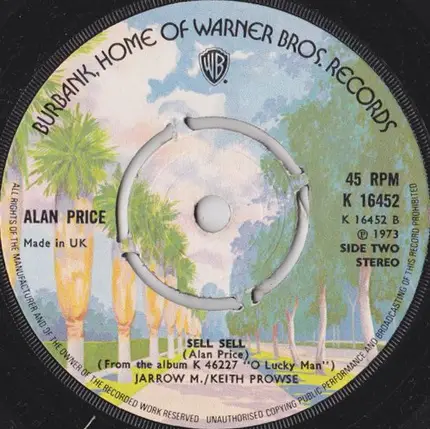 BURBANK, HOME OF WARNER BROS. RECORDS
WB
ALAN PRICE
Made in UK
45 RPM
K 16452
K 16452 B
℗ 1973
SIDE TWO
STEREO
SELL SELL
(Alan Price)
(From the album K 46227 "O Lucky Man")
JARROW M./KEITH PROWSE
ALL RIGHTS OF THE MANUFACTURER AND OF THE OWNER OF THE RECORDED WORK RESERVED UNAUTHORISED COPYING PUBLIC PERFORMANCE AND BROADCASTING OF THIS RECORD PROHIBITED